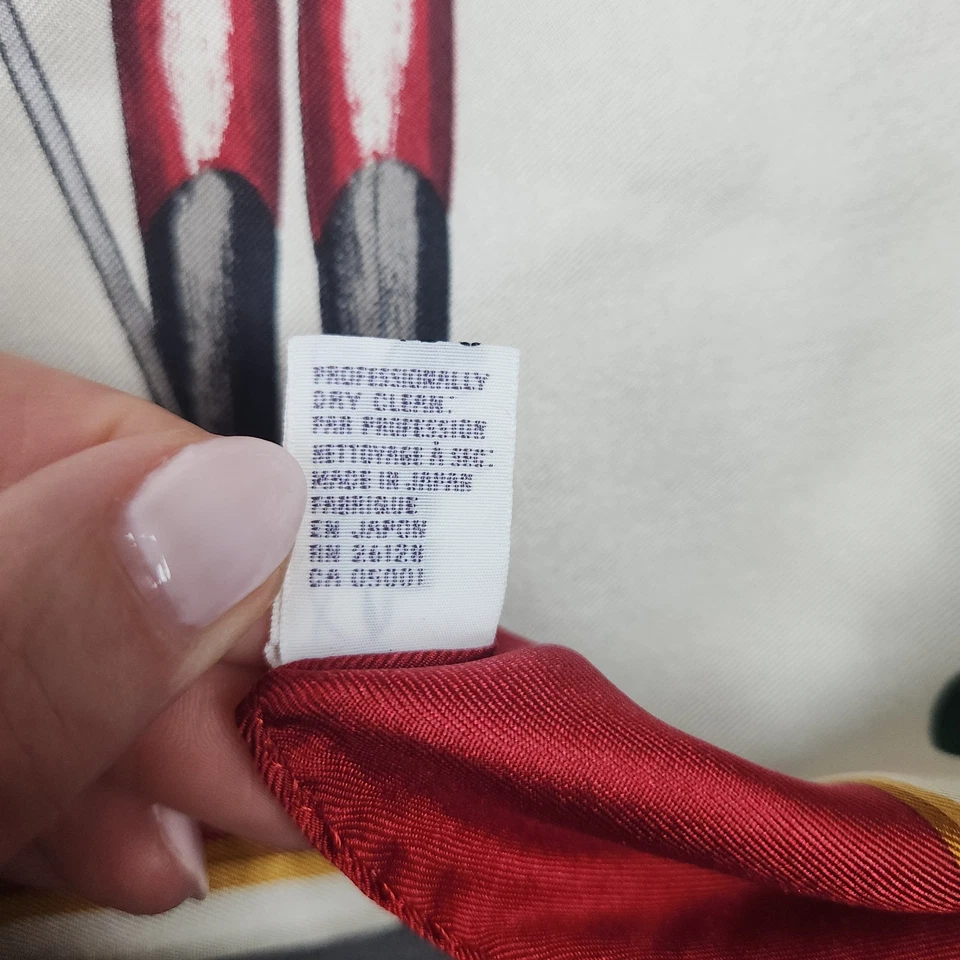 PROFESSIONALLY
DRY CLEAN:
PAR PROFESSION
NETTOYAGE À SEC:
MADE IN JAPAN
FABRIQUE
EN JAPON
RN 26128
CA 05001